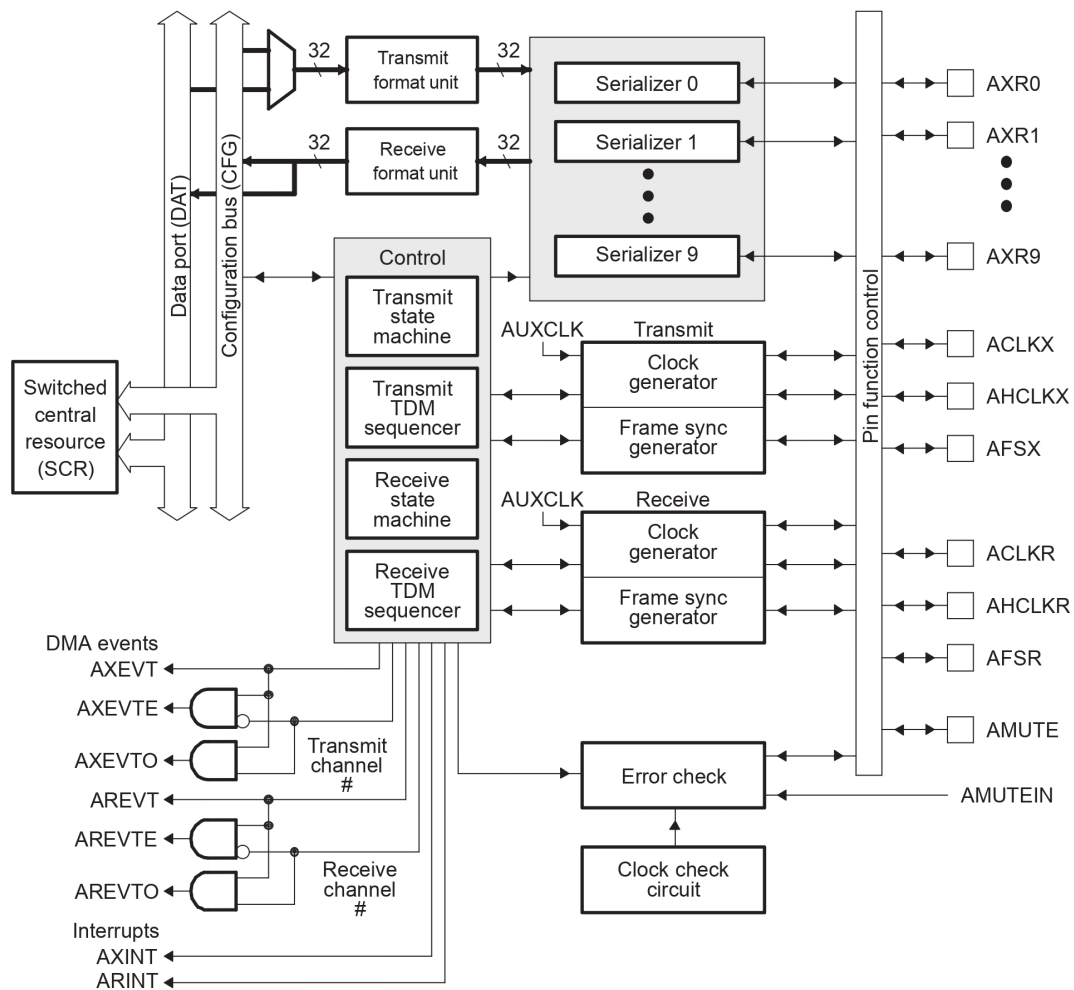 32
Transmit
format unit
32
Serializer 0
AXR0
32
Receive
format unit
32
Serializer 1
AXR1
Serializer 9
AXR9
Data port (DAT)
Configuration bus (CFG)
Pin function control
Switched
central
resource
(SCR)
Control
Transmit
state
machine
Transmit
TDM
sequencer
Receive
state
machine
Receive
TDM
sequencer
AUXCLK
Transmit
Clock
generator
Frame sync
generator
ACLKX
AHCLKX
AFSX
AUXCLK
Receive
Clock
generator
Frame sync
generator
ACLKR
AHCLKR
AFSR
AMUTE
AMUTEIN
Error check
Clock check
circuit
DMA events
AXEVT
AXEVTE
AXEVTO
Transmit
channel
#
AREVT
AREVTE
AREVTO
Receive
channel
#
Interrupts
AXINT
ARINT